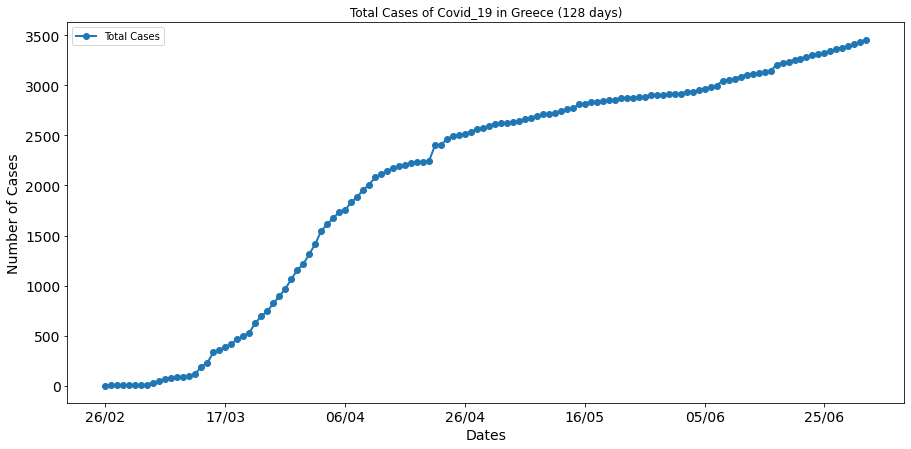 Total Cases of Covid_19 in Greece (128 days)
Total Cases
3500
3000
2500
2000
1500
1000
500
0
Number of Cases
26/02 17/03 06/04 26/04 16/05 05/06 25/06
Dates